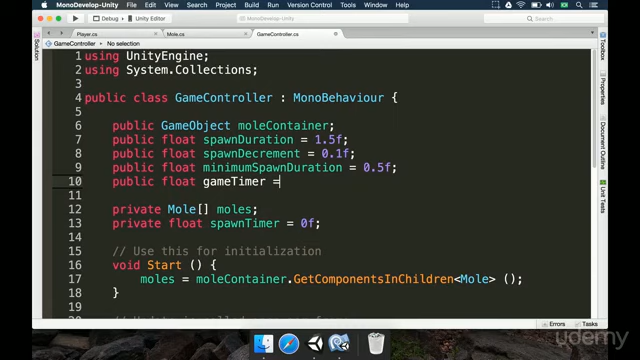 MonoDevelop-Unity File Edit View Search Project Build Run Version Control Tools Window Help
Debug Unity Editor Search
Player.cs Mole.cs GameController.cs
GameController No selection
Solution
Toolbox
Properties
Document Outline
Unit Tests
1 using UnityEngine;
2 using System.Collections;
3
4 public class GameController : MonoBehaviour {
5
6 public GameObject moleContainer;
7 public float spawnDuration = 1.5f;
8 public float spawnDecrement = 0.1f;
9 public float minimumSpawnDuration = 0.5f;
10 public float gameTimer =
11
12 private Mole[] moles;
13 private float spawnTimer = 0f;
14
15 // Use this for initialization
16 void Start () {
17 moles = moleContainer.GetComponentsInChildren<Mole> ();
18 }
19
Errors Tasks
udemy